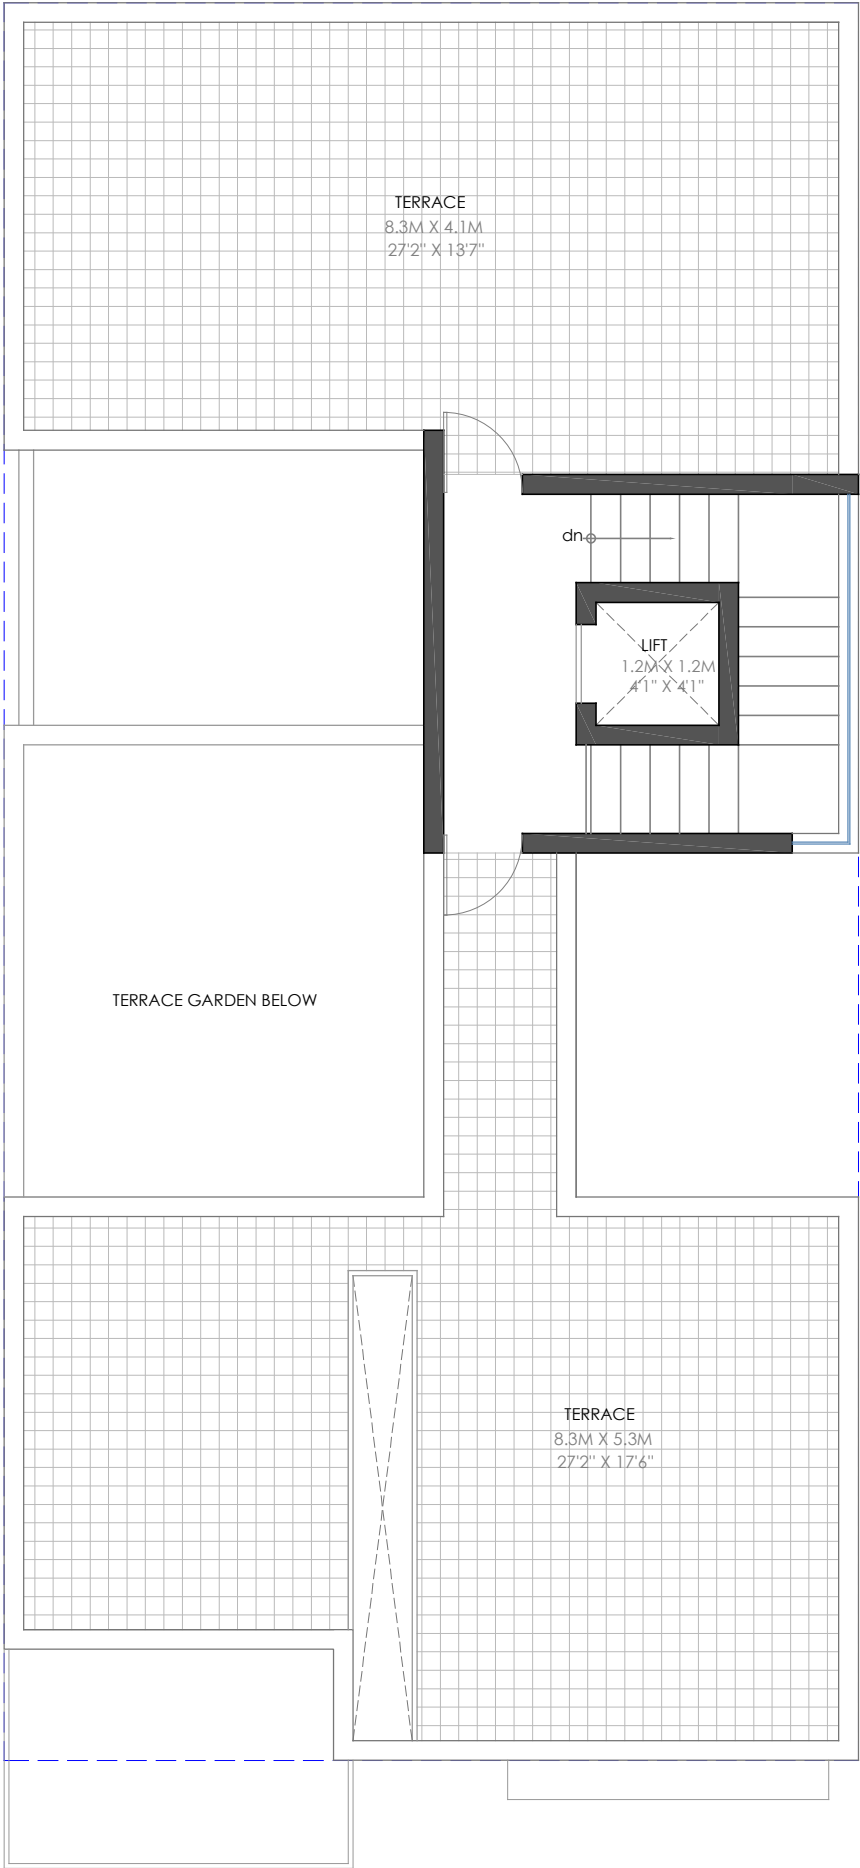 TERRACE
8.3M X 4.1M
27'2" X 13'7"
dn
LIFT
1.2M X 1.2M
4'1" X 4'1"
TERRACE GARDEN BELOW
TERRACE
8.3M X 5.3M
27'2" X 17'6"